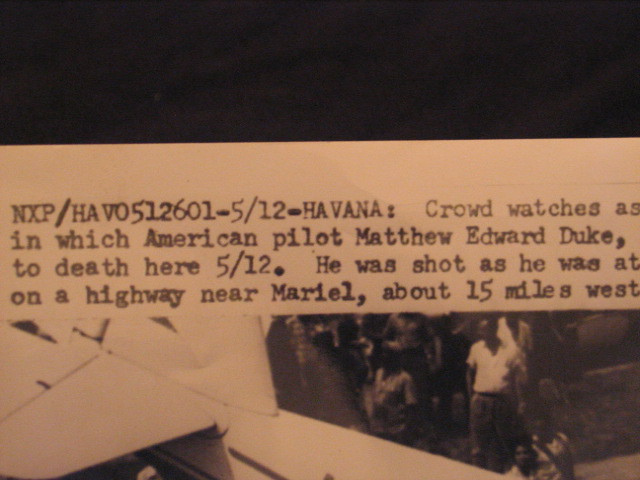 NXP/HAV0512601-5/12-HAVANA: Crowd watches as
in which American pilot Matthew Edward Duke,
to death here 5/12. He was shot as he was at
on a highway near Mariel, about 15 miles west